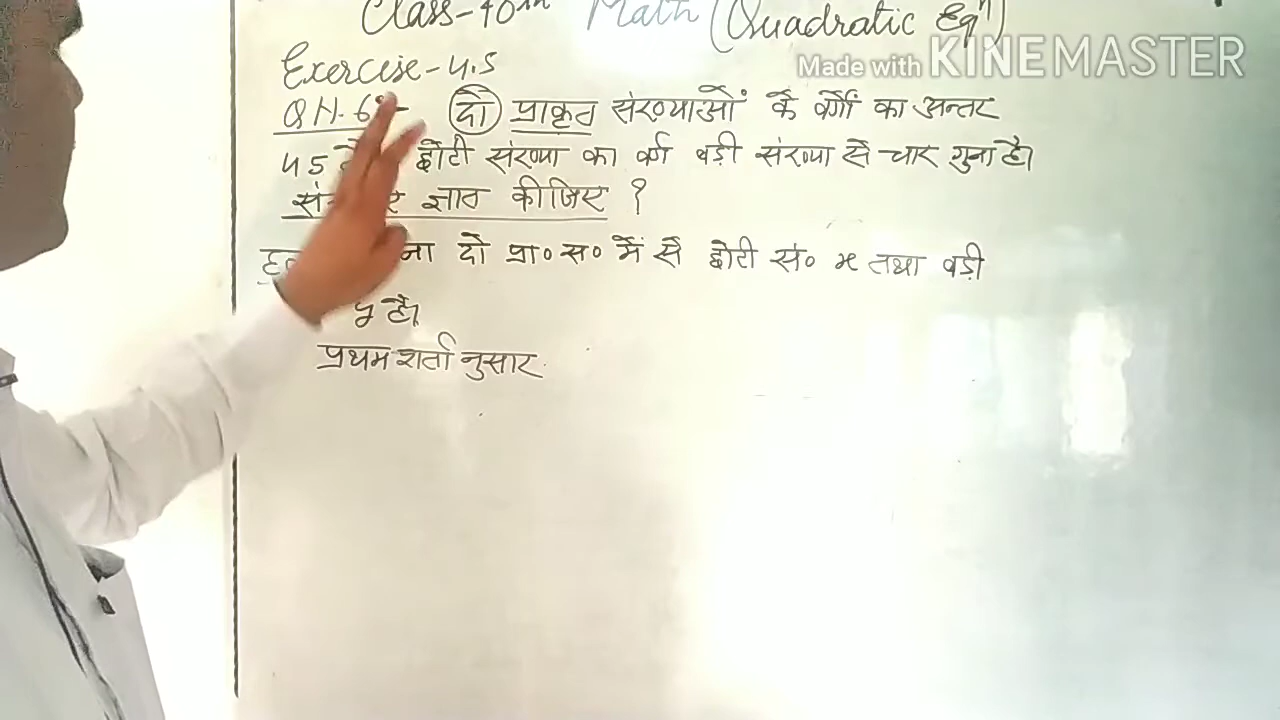 Class-10th Math (Quadratic Eqⁿ)
Made with KINEMASTER
Exercise-4.5
Q N. 6:- दो प्राकृत संख्याओं के वर्गों का अन्तर
45 छोटी संख्या का वर्ग बड़ी संख्या से चार गुना है।
ज्ञात कीजिए ?
दो प्रा० स० में से छोटी सं० x तथा बड़ी
y है।
प्रथम शर्तानुसार